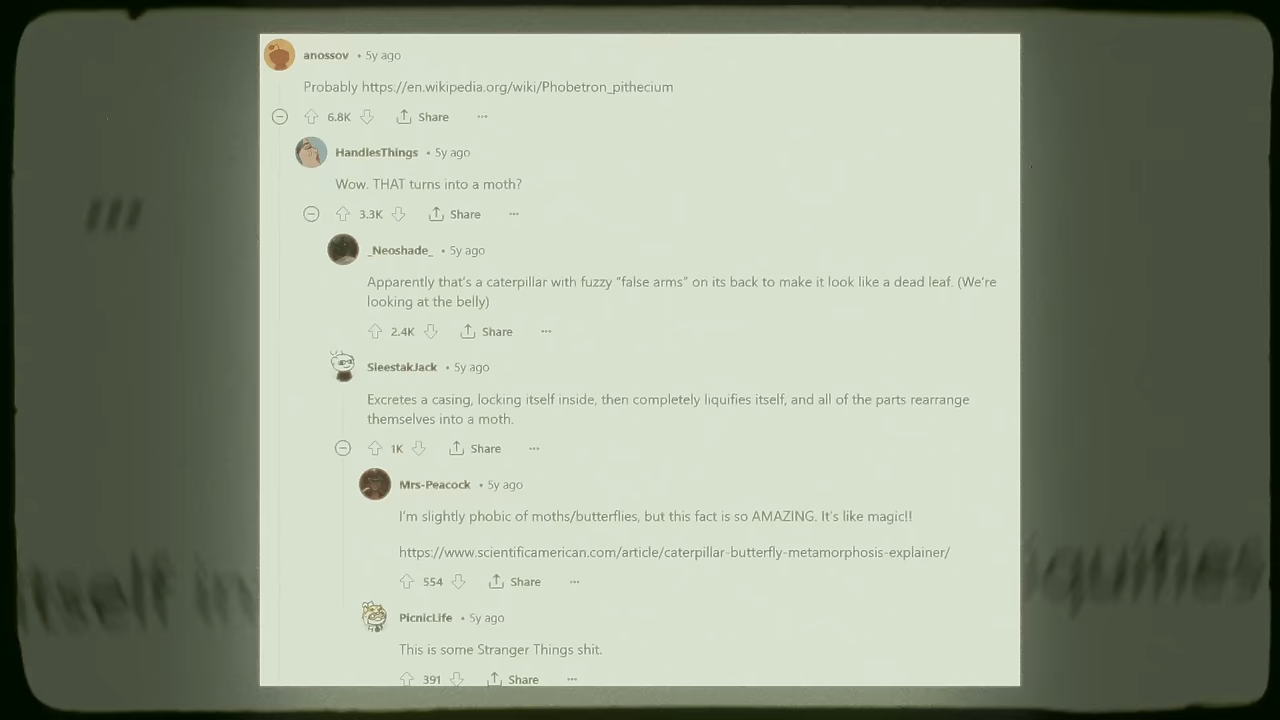 anossov • 5y ago
Probably https://en.wikipedia.org/wiki/Phobetron_pithecium
6.8K Share ...
HandlesThings • 5y ago
Wow. THAT turns into a moth?
3.3K Share ...
_Neoshade_ • 5y ago
Apparently that's a caterpillar with fuzzy "false arms" on its back to make it look like a dead leaf. (We're
looking at the belly)
2.4K Share ...
SleestakJack • 5y ago
Excretes a casing, locking itself inside, then completely liquifies itself, and all of the parts rearrange
themselves into a moth.
1K Share ...
Mrs-Peacock • 5y ago
I'm slightly phobic of moths/butterflies, but this fact is so AMAZING. It's like magic!!
https://www.scientificamerican.com/article/caterpillar-butterfly-metamorphosis-explainer/
554 Share ...
PicnicLife • 5y ago
This is some Stranger Things shit.
391 Share ...
itself in
iquifies